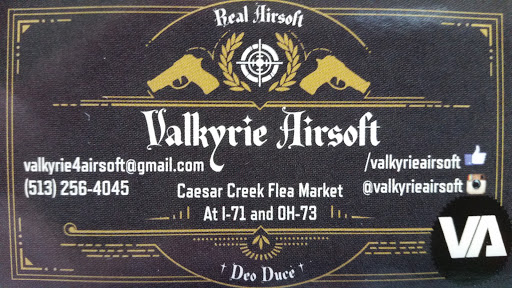 Real Airsoft
Valkyrie Airsoft
valkyrie4airsoft@gmail.com
/valkyrieairsoft
(513) 256-4045
Caesar Creek Flea Market
@valkyrieairsoft
At I-71 and OH-73
VA
† Deo Duce †